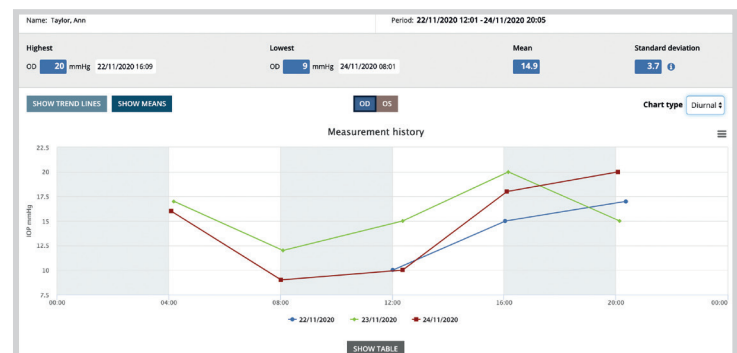 Name: Taylor, Ann
Period: 22/11/2020 12:01 -24/11/2020 20:05
Highest
Lowest
Mean
Standard deviation
OD 20 mmHg 22/11/2020 16:09
OD 9 mmHg 24/11/2020 08:01
14.9
3.7
SHOW TREND LINES
SHOW MEANS
OD OS
Chart type Diurnal
Measurement history
22.5
20
17.5
15
12.5
10
7.5
IOP mmHg
00:00 04:00 08:00 12:00 16:00 20:00 00:00
22/11/2020 23/11/2020 24/11/2020
SHOW TABLE